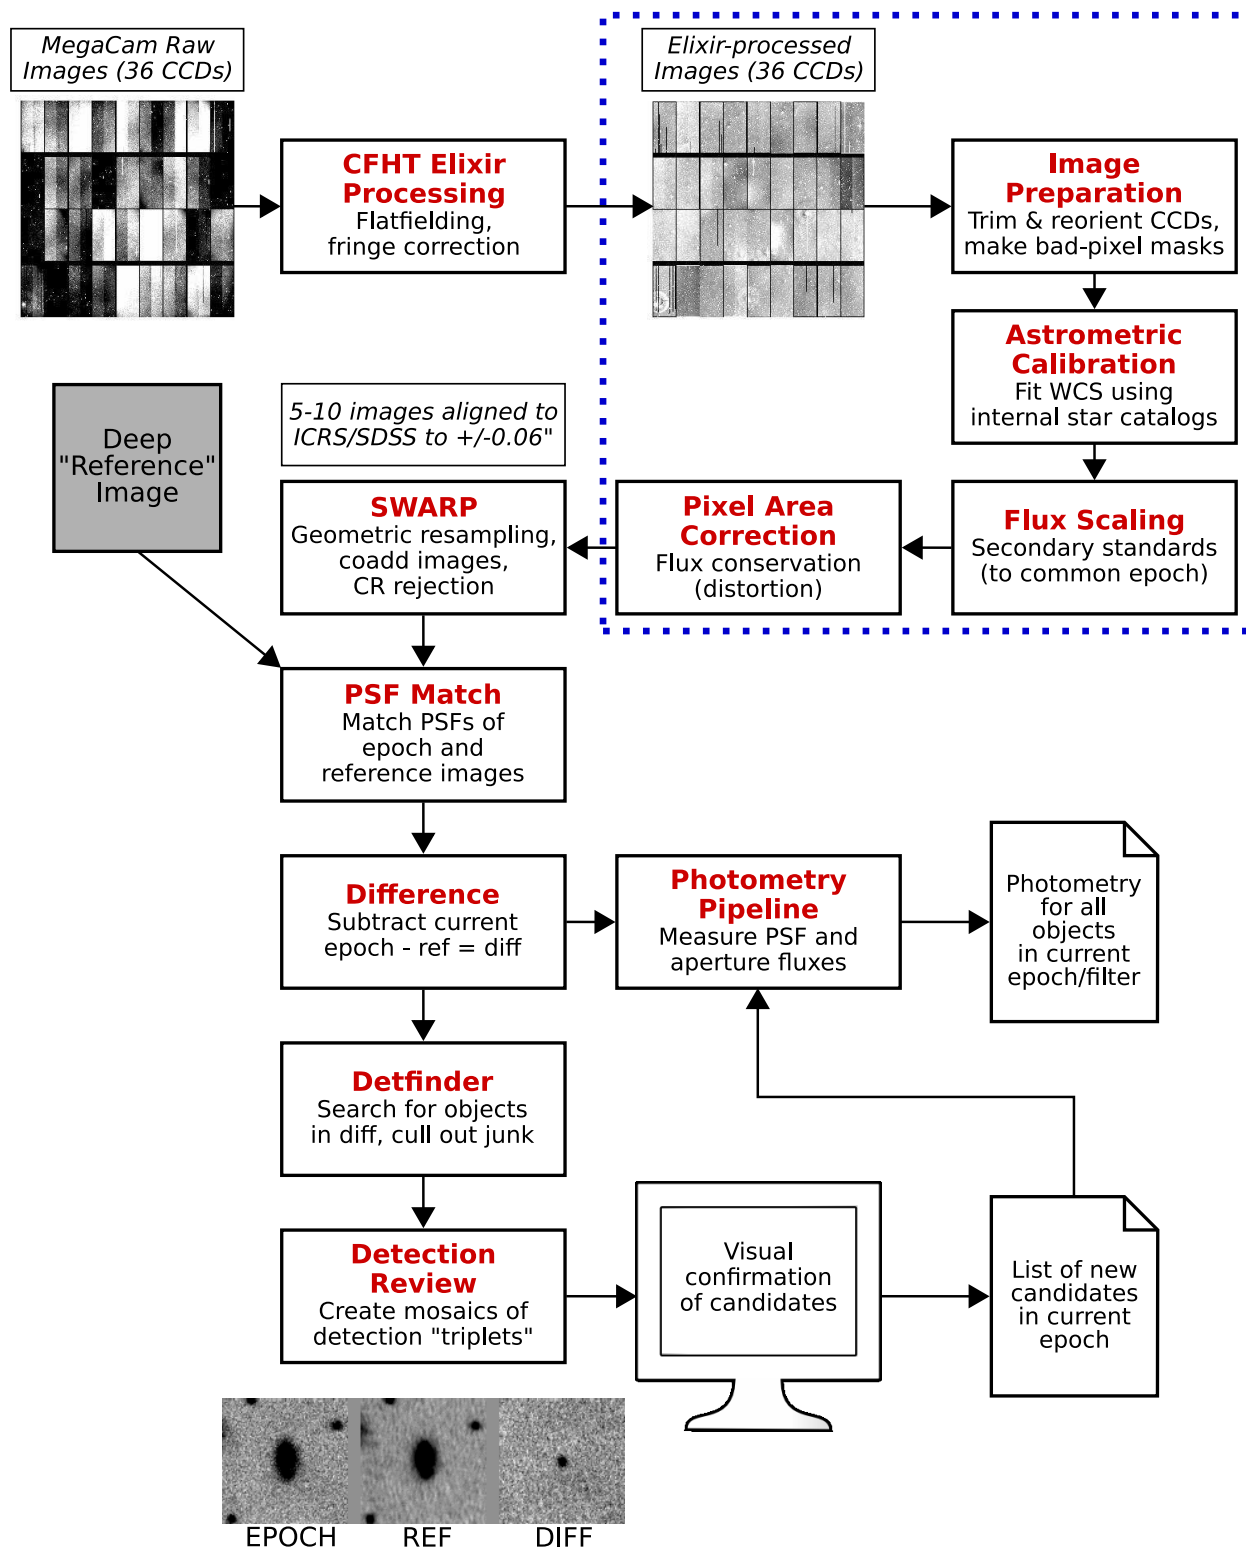 MegaCam Raw
Images (36 CCDs)
Elixir-processed
Images (36 CCDs)
CFHT Elixir
Processing
Flatfielding,
fringe correction
Image
Preparation
Trim & reorient CCDs,
make bad-pixel masks
Astrometric
Calibration
Fit WCS using
internal star catalogs
Deep
"Reference"
Image
5-10 images aligned to
ICRS/SDSS to +/-0.06"
SWARP
Geometric resampling,
coadd images,
CR rejection
Pixel Area
Correction
Flux conservation
(distortion)
Flux Scaling
Secondary standards
(to common epoch)
PSF Match
Match PSFs of
epoch and
reference images
Difference
Subtract current
epoch - ref = diff
Photometry
Pipeline
Measure PSF and
aperture fluxes
Photometry
for all
objects
in current
epoch/filter
Detfinder
Search for objects
in diff, cull out junk
Detection
Review
Create mosaics of
detection "triplets"
Visual
confirmation
of candidates
List of new
candidates
in current
epoch
EPOCH
REF
DIFF